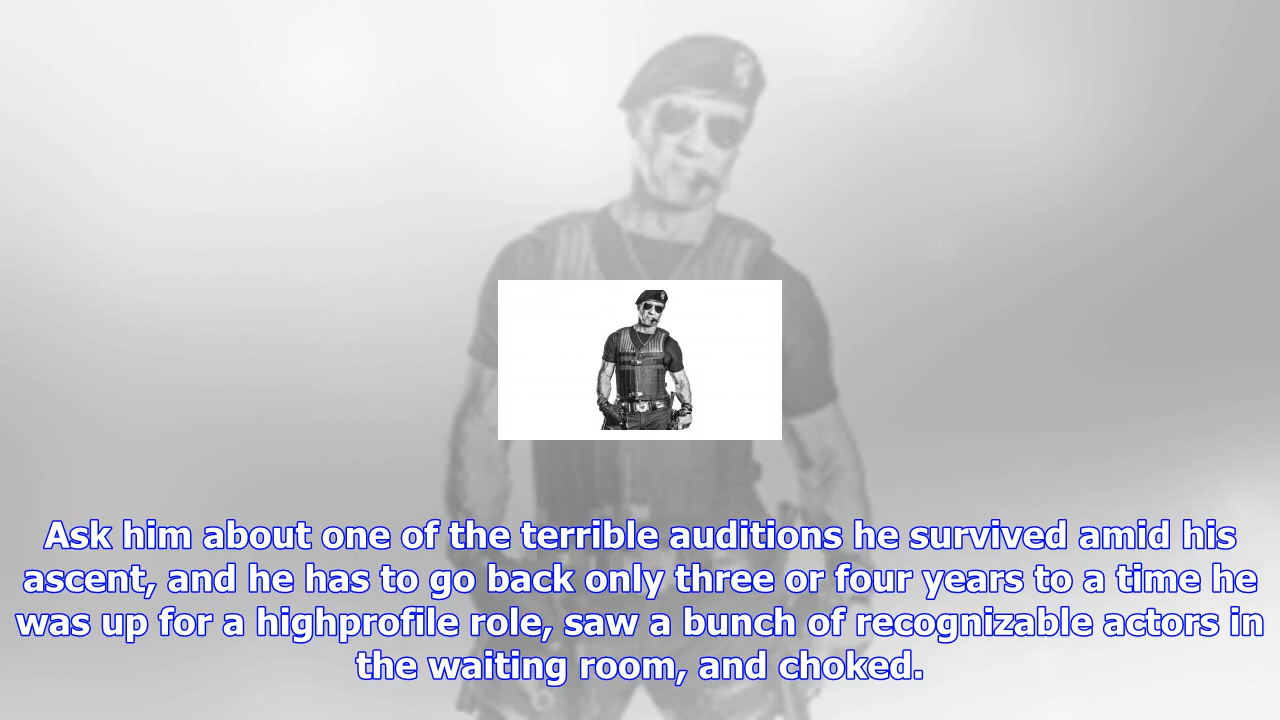 Ask him about one of the terrible auditions he survived amid his
ascent, and he has to go back only three or four years to a time he
was up for a highprofile role, saw a bunch of recognizable actors in
the waiting room, and choked.